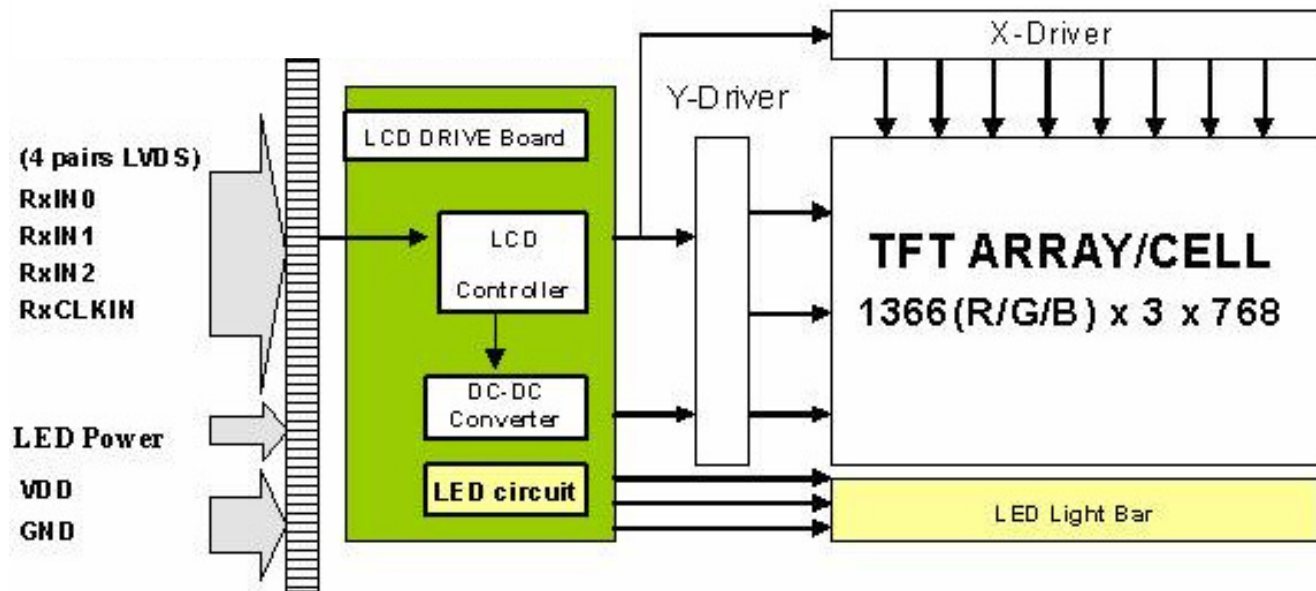 X-Driver
Y-Driver
LCD DRIVE Board
(4 pairs LVDS)
RxIN0
RxIN1
RxIN2
RxCLKIN
LCD
Controller
TFT ARRAY/CELL
1366(R/G/B) x 3 x 768
DC-DC
Converter
LED Power
VDD
GND
LED circuit
LED Light Bar